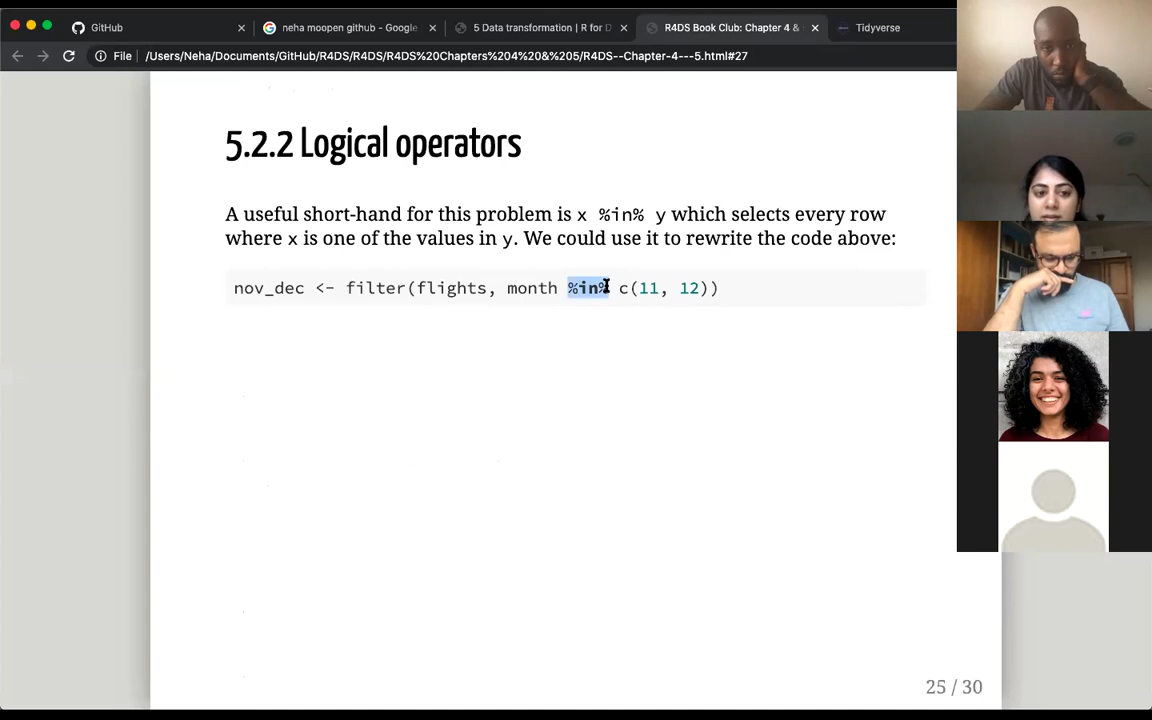 GitHub
neha moopen github - Google
5 Data transformation | R for D
R4DS Book Club: Chapter 4 &
Tidyverse
File
/Users/Neha/Documents/GitHub/R4DS/R4DS/R4DS%20Chapters%204%20&%205/R4DS--Chapter-4---5.html#27
5.2.2 Logical operators
A useful short-hand for this problem is x %in% y which selects every row
where x is one of the values in y. We could use it to rewrite the code above:
nov_dec <- filter(flights, month %in% c(11, 12))
25 / 30